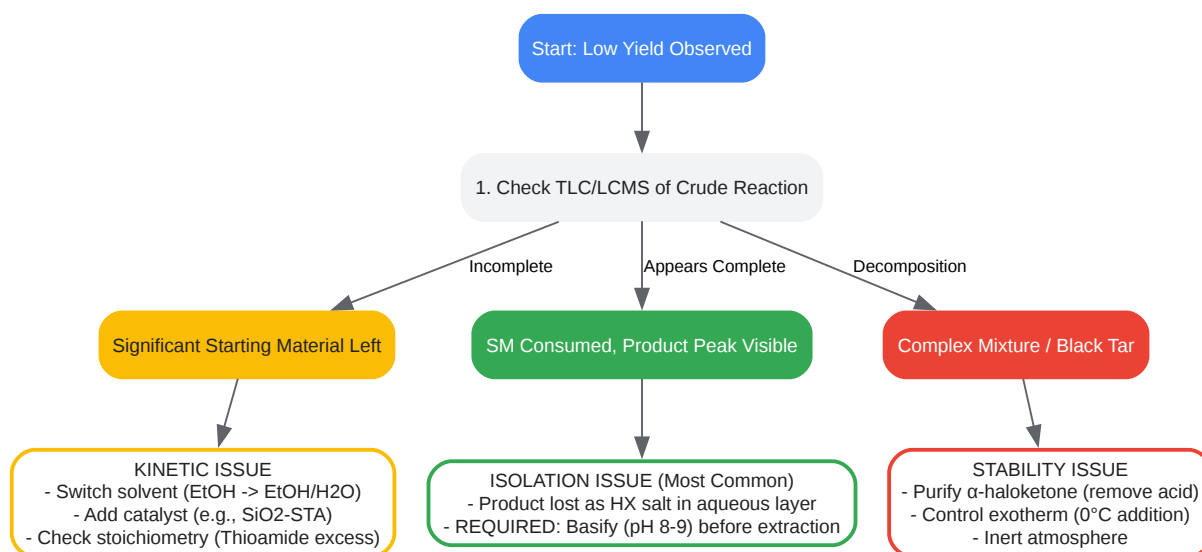 Start: Low Yield Observed
1. Check TLC/LCMS of Crude Reaction
Incomplete
Appears Complete
Decomposition
Significant Starting Material Left
SM Consumed, Product Peak Visible
Complex Mixture / Black Tar
KINETIC ISSUE
- Switch solvent (EtOH -> EtOH/H2O)
- Add catalyst (e.g., SiO2-STA)
- Check stoichiometry (Thioamide excess)
ISOLATION ISSUE (Most Common)
- Product lost as HX salt in aqueous layer
- REQUIRED: Basify (pH 8-9) before extraction
STABILITY ISSUE
- Purify α-haloketone (remove acid)
- Control exotherm (0°C addition)
- Inert atmosphere